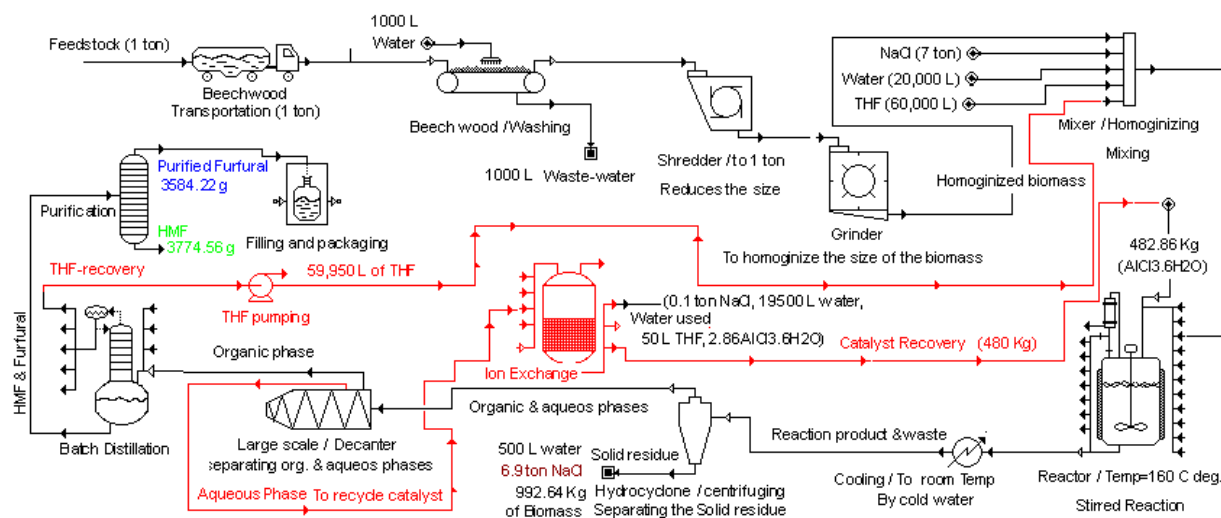 Feedstock (1 ton)
Beechwood
Transportation (1 ton)
1000 L
Water
Beech wood / Washing
1000 L
Waste-water
Shredder / to 1 ton
Reduces the size
Grinder
Homoginized biomass
To homoginize the size of the biomass
NaCl (7 ton)
Water (20,000 L)
THF (60,000 L)
Mixer / Homoginizing
Mixing
482.86 Kg
(AlCl3.6H2O)
Reactor / Temp=160 C deg.
Stirred Reaction
Cooling / To room Temp
By cold water
Reaction product & waste
Hydrocyclone / centrifuging
Separating the Solid residue
Solid residue
500 L water
6.9 ton NaCl
992.64 Kg
of Biomass
Organic & aqueos phases
Large scale / Decanter
separating org. & aqueos phases
Aqueous Phase To recycle catalyst
Organic phase
Ion Exchange
(0.1 ton NaCl, 19500 L water,
Water used
50 L THF, 2.86AlCl3.6H2O)
Catalyst Recovery (480 Kg)
Batch Distillation
THF-recovery
THF pumping
59,950 L of THF
HMF & Furfural
Purification
Purified Furfural
3584.22 g
HMF
3774.56 g
Filling and packaging